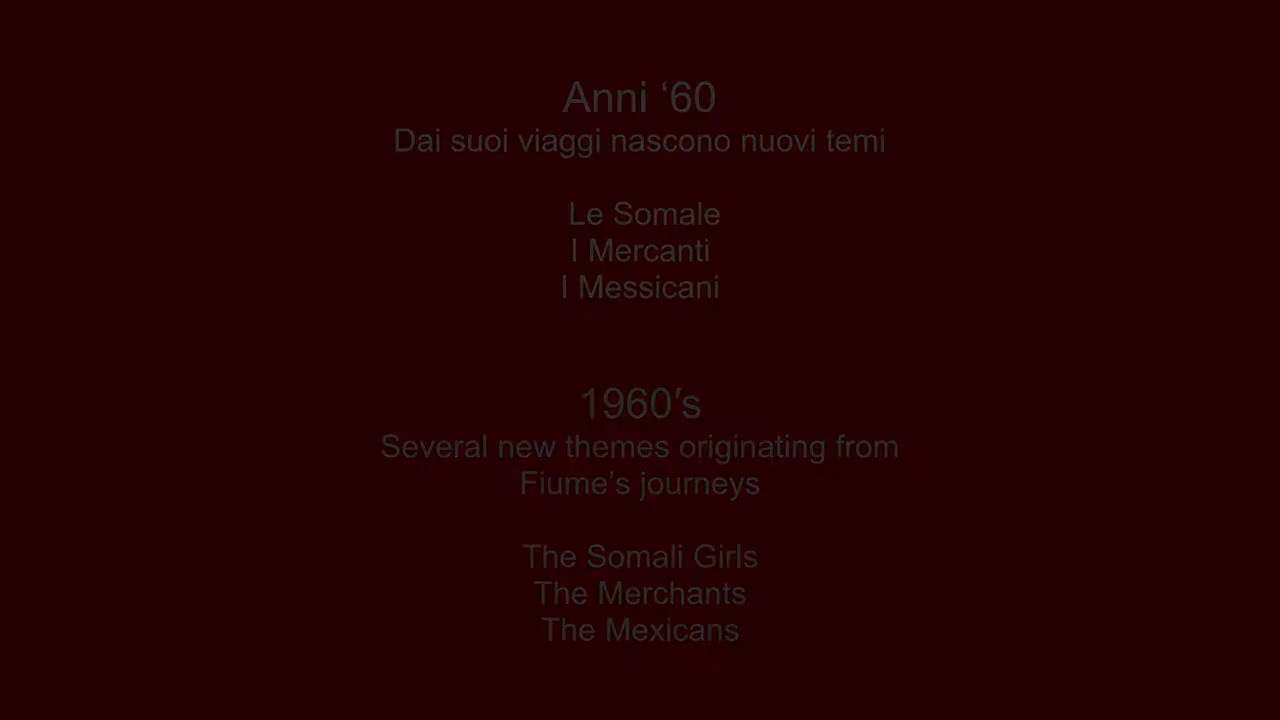 Anni ‘60
Dai suoi viaggi nascono nuovi temi
Le Somale
I Mercanti
I Messicani
1960′s
Several new themes originating from
Fiume’s journeys
The Somali Girls
The Merchants
The Mexicans